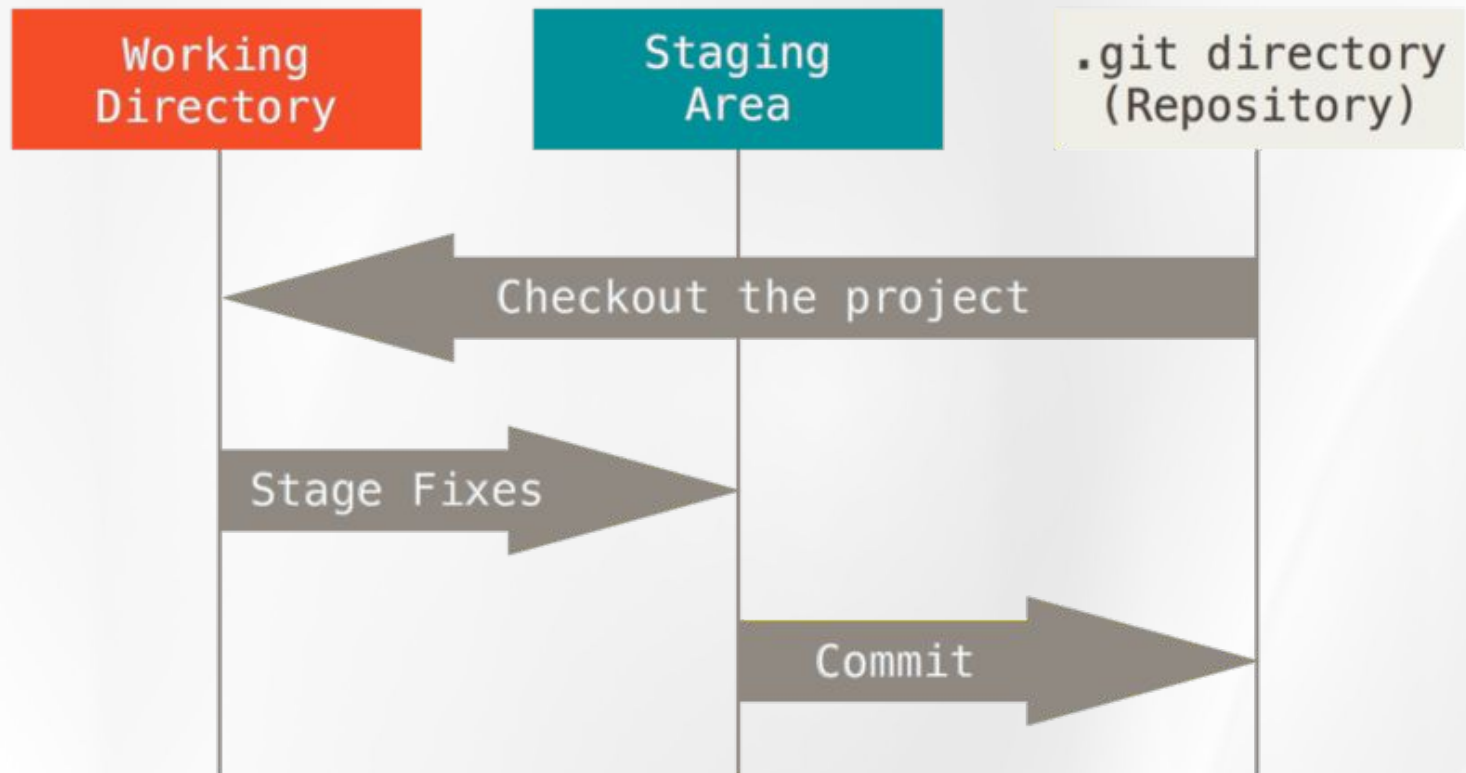 Working
Directory
Staging
Area
.git directory
(Repository)
Checkout the project
Stage Fixes
Commit